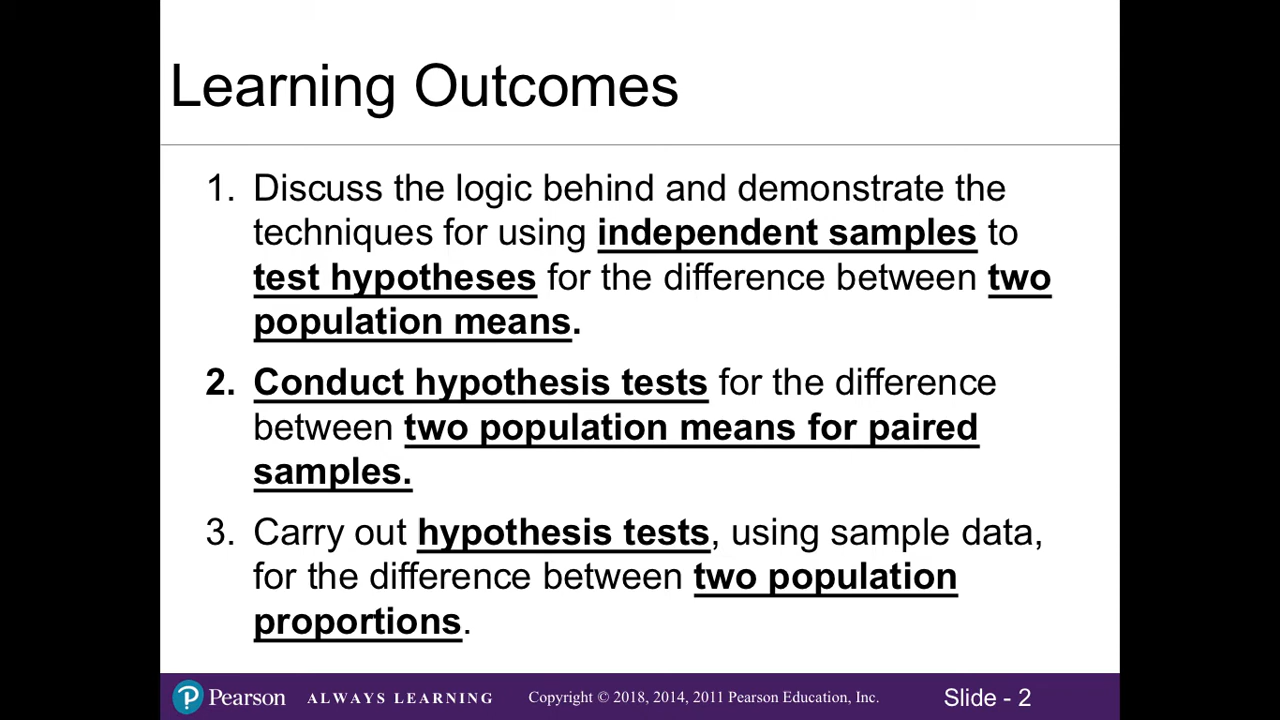 Learning Outcomes
1. Discuss the logic behind and demonstrate the
techniques for using independent samples to
test hypotheses for the difference between two
population means.
2. Conduct hypothesis tests for the difference
between two population means for paired
samples.
3. Carry out hypothesis tests, using sample data,
for the difference between two population
proportions.
Pearson ALWAYS LEARNING Copyright © 2018, 2014, 2011 Pearson Education, Inc. Slide - 2